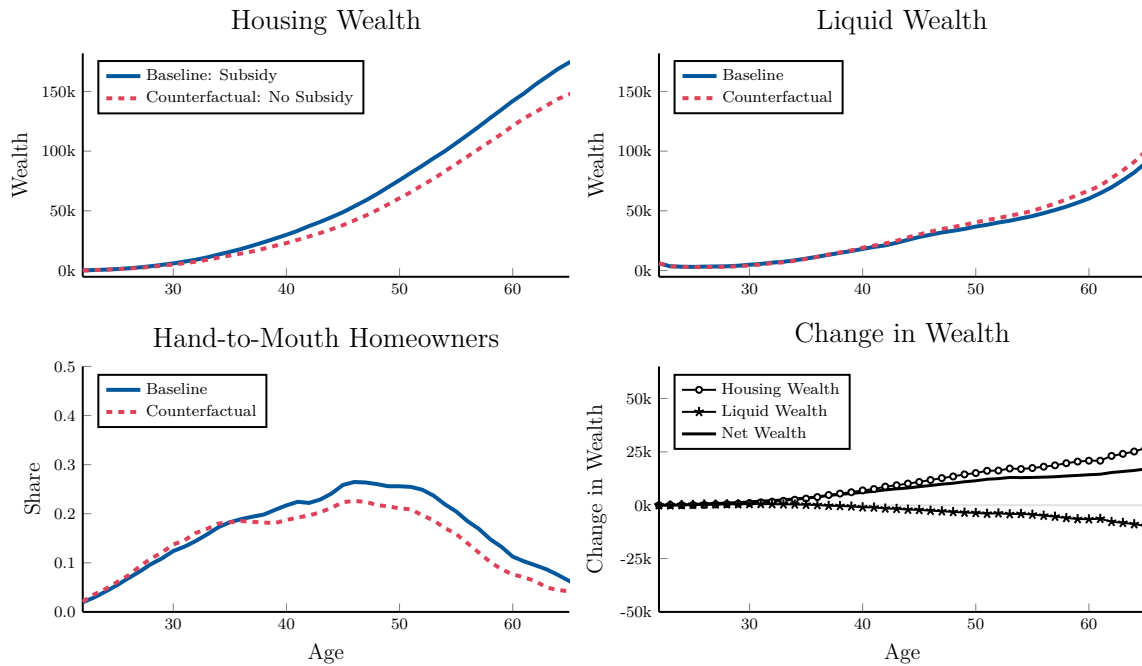 Housing Wealth
Baseline: Subsidy
Counterfactual: No Subsidy
Wealth
150k
100k
50k
0k
30
40
50
60
Liquid Wealth
Baseline
Counterfactual
Wealth
150k
100k
50k
0k
30
40
50
60
Hand-to-Mouth Homeowners
Baseline
Counterfactual
Share
0.5
0.4
0.3
0.2
0.1
0.0
30
40
50
60
Age
Change in Wealth
Housing Wealth
Liquid Wealth
Net Wealth
Change in Wealth
50k
25k
0k
-25k
-50k
30
40
50
60
Age